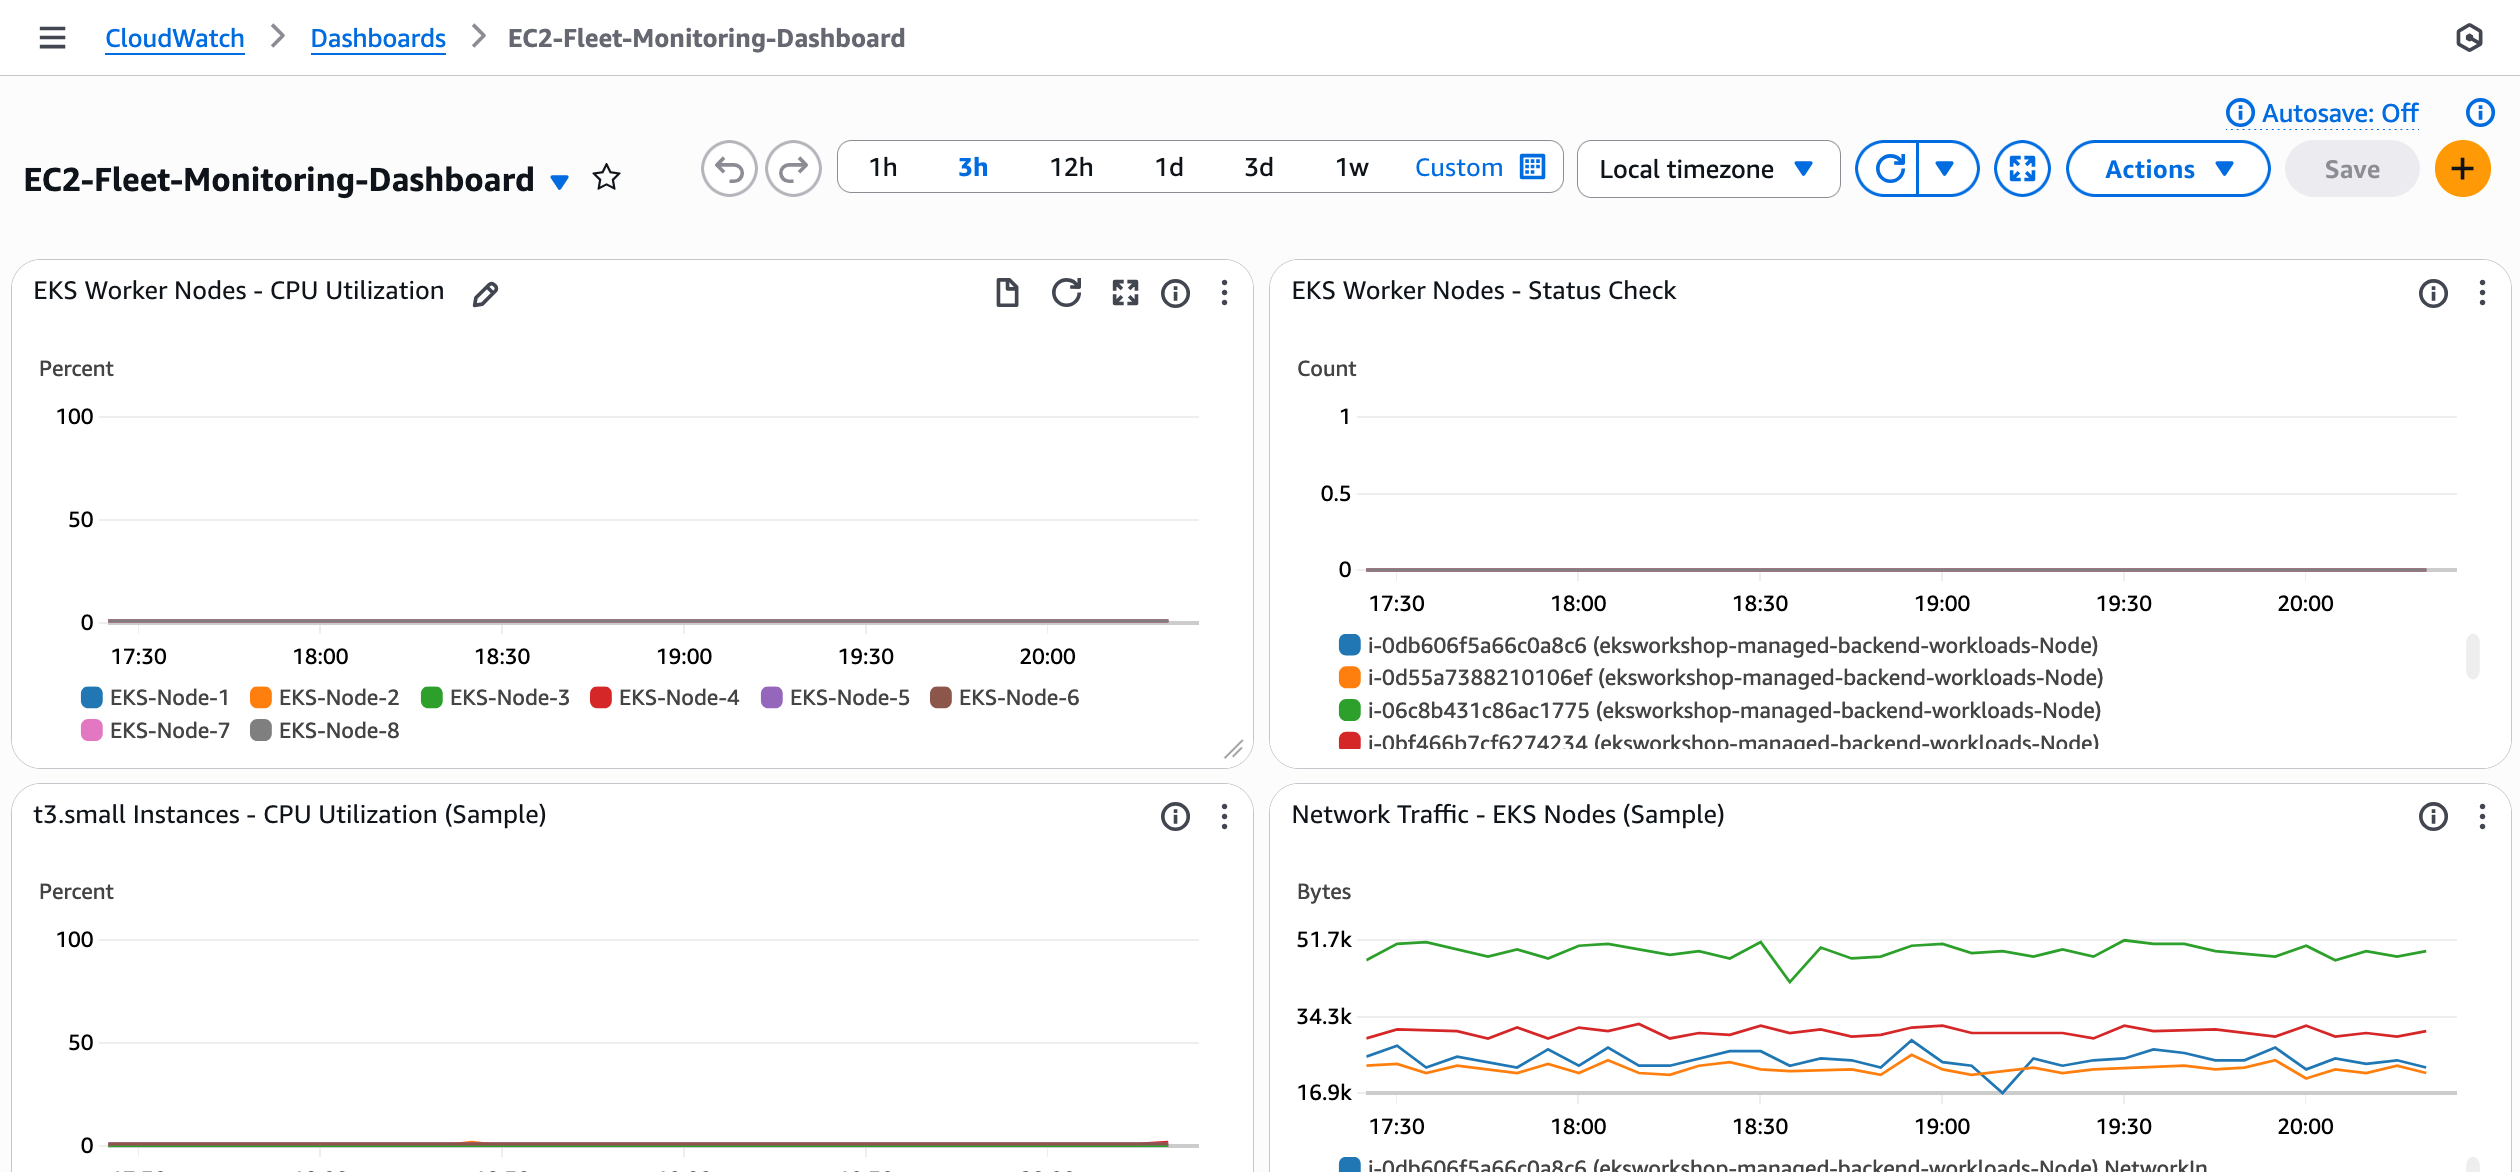 CloudWatch > Dashboards > EC2-Fleet-Monitoring-Dashboard
Autosave: Off
EC2-Fleet-Monitoring-Dashboard
1h 3h 12h 1d 3d 1w Custom
Local timezone
Actions
Save
EKS Worker Nodes - CPU Utilization
Percent
100
50
0
17:30 18:00 18:30 19:00 19:30 20:00
EKS-Node-1 EKS-Node-2 EKS-Node-3 EKS-Node-4 EKS-Node-5 EKS-Node-6
EKS-Node-7 EKS-Node-8
EKS Worker Nodes - Status Check
Count
1
0.5
0
17:30 18:00 18:30 19:00 19:30 20:00
i-0db606f5a66c0a8c6 (eksworkshop-managed-backend-workloads-Node)
i-0d55a7388210106ef (eksworkshop-managed-backend-workloads-Node)
i-06c8b431c86ac1775 (eksworkshop-managed-backend-workloads-Node)
i-0bf466b7cf6274234 (eksworkshop-managed-backend-workloads-Node)
t3.small Instances - CPU Utilization (Sample)
Percent
100
50
0
Network Traffic - EKS Nodes (Sample)
Bytes
51.7k
34.3k
16.9k
17:30 18:00 18:30 19:00 19:30 20:00
i-0db606f5a66c0a8c6 (eksworkshop-managed-backend-workloads-Node) NetworkIn